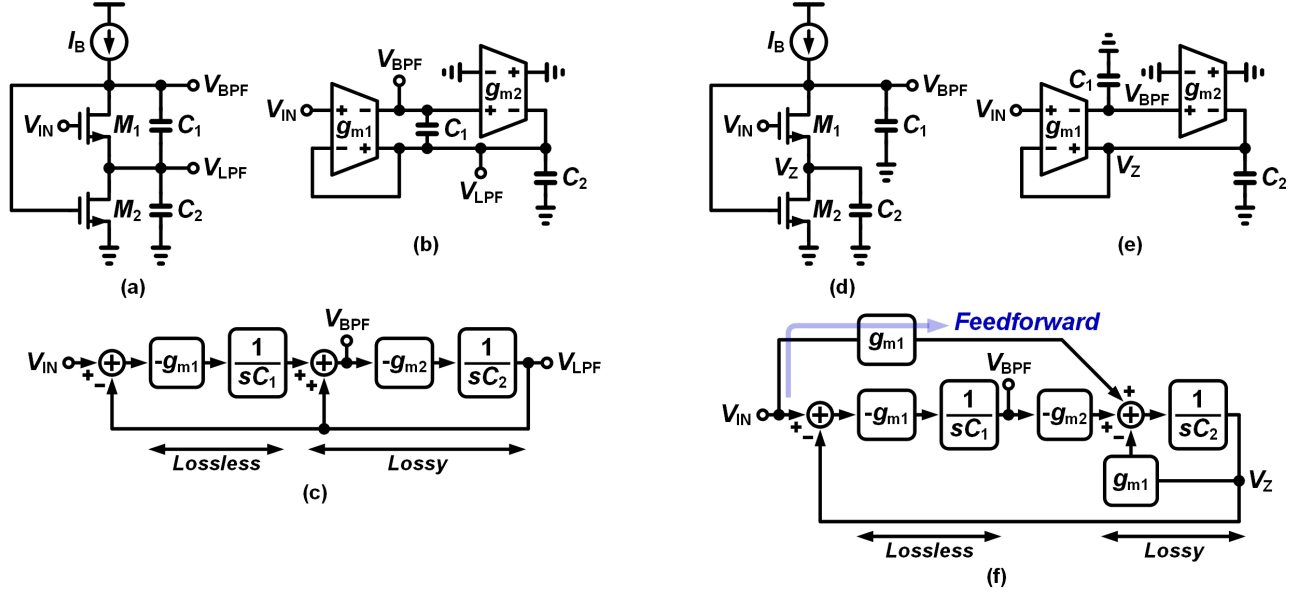 I_B
V_BPF
V_IN
M_1
C_1
V_LPF
M_2
C_2
(a)
V_BPF
V_IN
+
−
g_m1
−
+
C_1
−
+
g_m2
+
−
V_LPF
C_2
(b)
V_IN
+
−
-g_m1
1
sC_1
+
+
V_BPF
-g_m2
1
sC_2
V_LPF
Lossless
Lossy
(c)
I_B
V_BPF
V_IN
M_1
C_1
V_Z
M_2
C_2
(d)
V_IN
+
−
g_m1
−
+
C_1
V_BPF
−
+
g_m2
+
−
V_Z
C_2
(e)
Feedforward
g_m1
V_IN
+
−
-g_m1
1
sC_1
V_BPF
-g_m2
+
+
−
1
sC_2
g_m1
V_Z
Lossless
Lossy
(f)